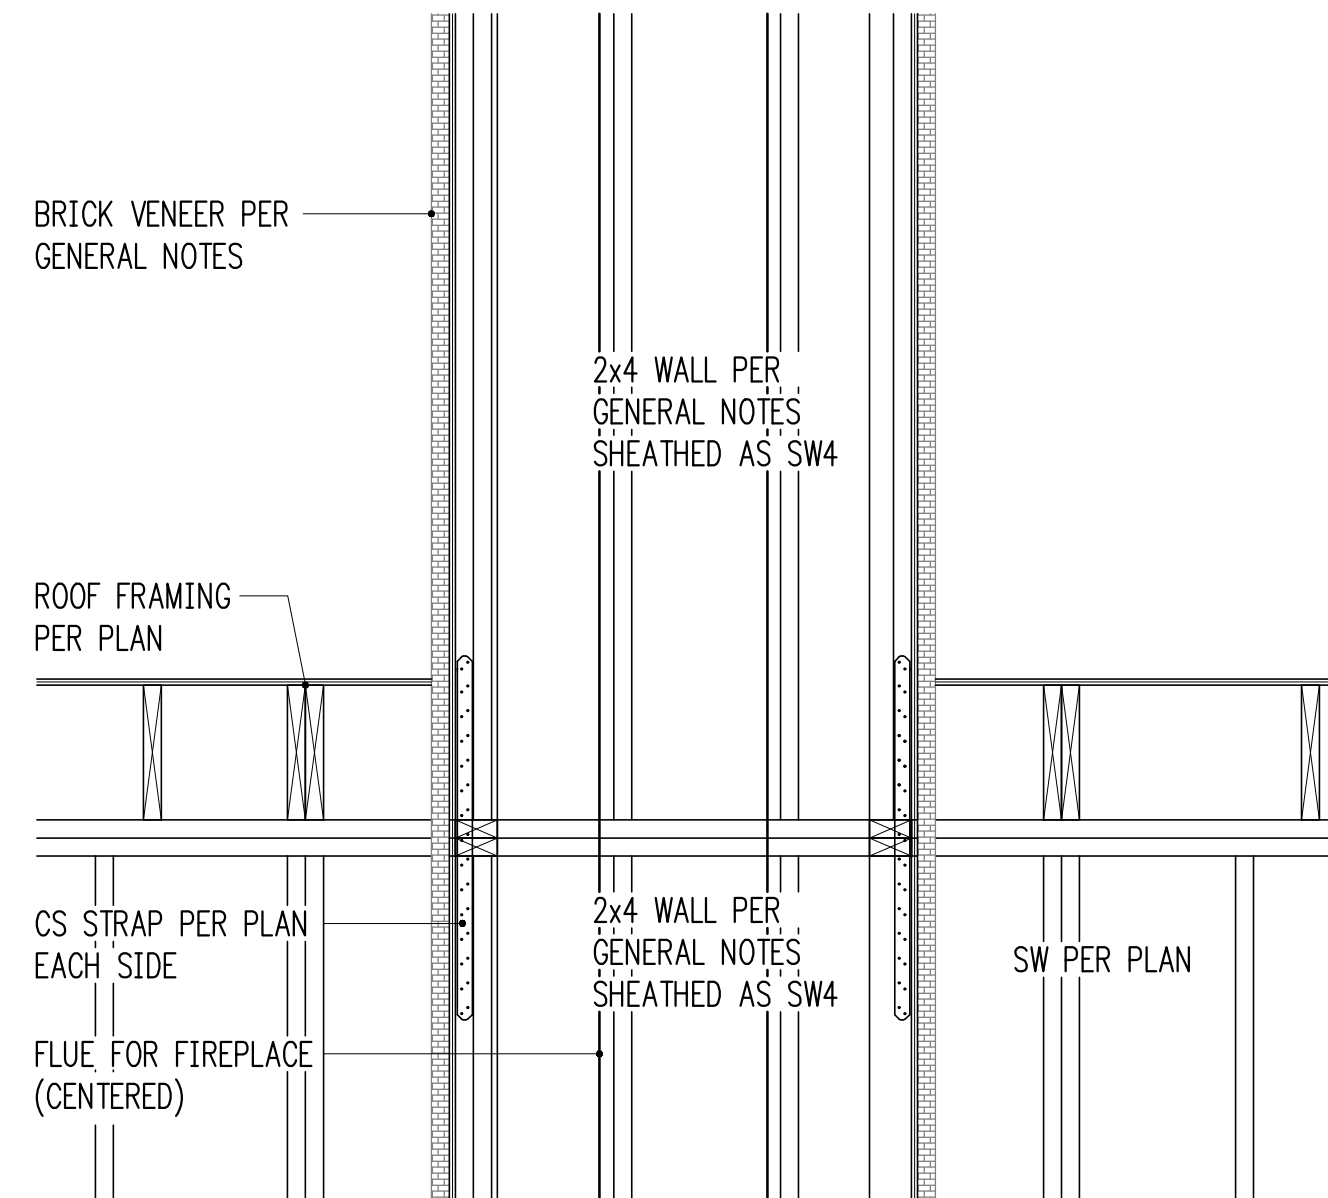 BRICK VENEER PER
GENERAL NOTES
2x4 WALL PER
GENERAL NOTES
SHEATHED AS SW4
ROOF FRAMING
PER PLAN
CS STRAP PER PLAN
EACH SIDE
2x4 WALL PER
GENERAL NOTES
SHEATHED AS SW4
SW PER PLAN
FLUE FOR FIREPLACE
(CENTERED)